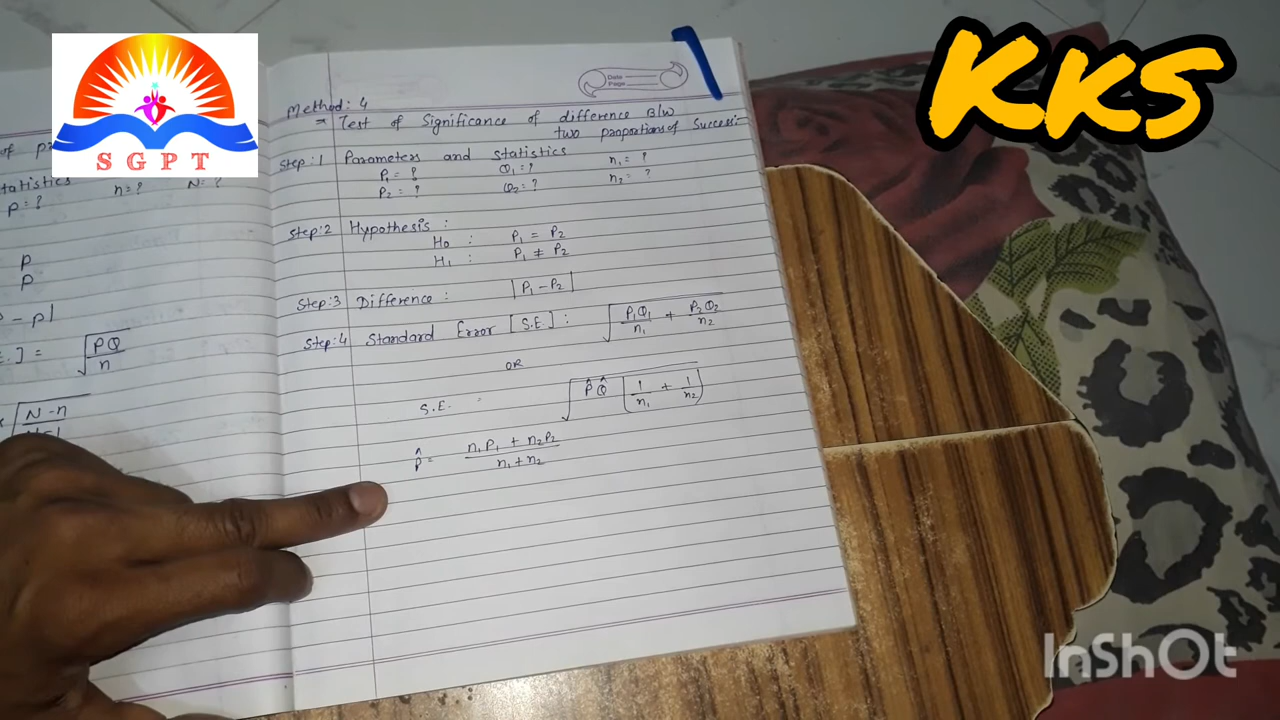 SGPT
KKS
Date
Page
of p
tatistics
p = ?
n = ?
N = ?
p
p
- p|
E.] = √PQ/n
× √N-n
Method: 4
⇒ Test of Significance of difference B/w
two proportions of Success:-
Step:1 Parameters and statistics
P₁ = ? Q₁ = ? n₁ = ?
P₂ = ? Q₂ = ? n₂ = ?
Step:2 Hypothesis:
H₀ : P₁ = P₂
H₁ : P₁ ≠ P₂
Step:3 Difference: |P₁ - P₂|
Step:4 Standard Error [S.E.]: √P₁Q₁/n₁ + P₂Q₂/n₂
OR
S.E. = √P̂Q̂ [1/n₁ + 1/n₂]
P̂ = n₁P₁ + n₂P₂/n₁ + n₂
InShOt